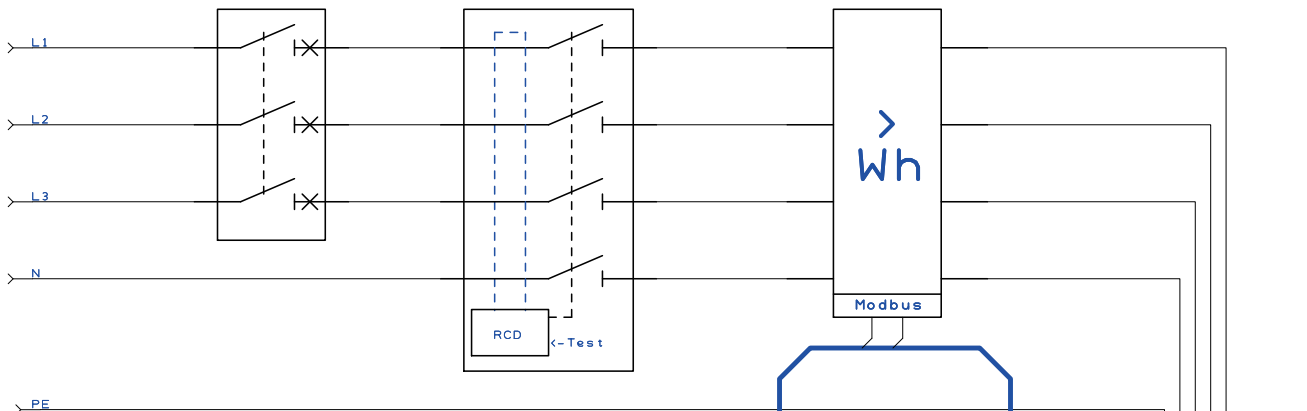 L1
L2
>
Wh
L3
N
Modbus
RCD
<-Test
PE